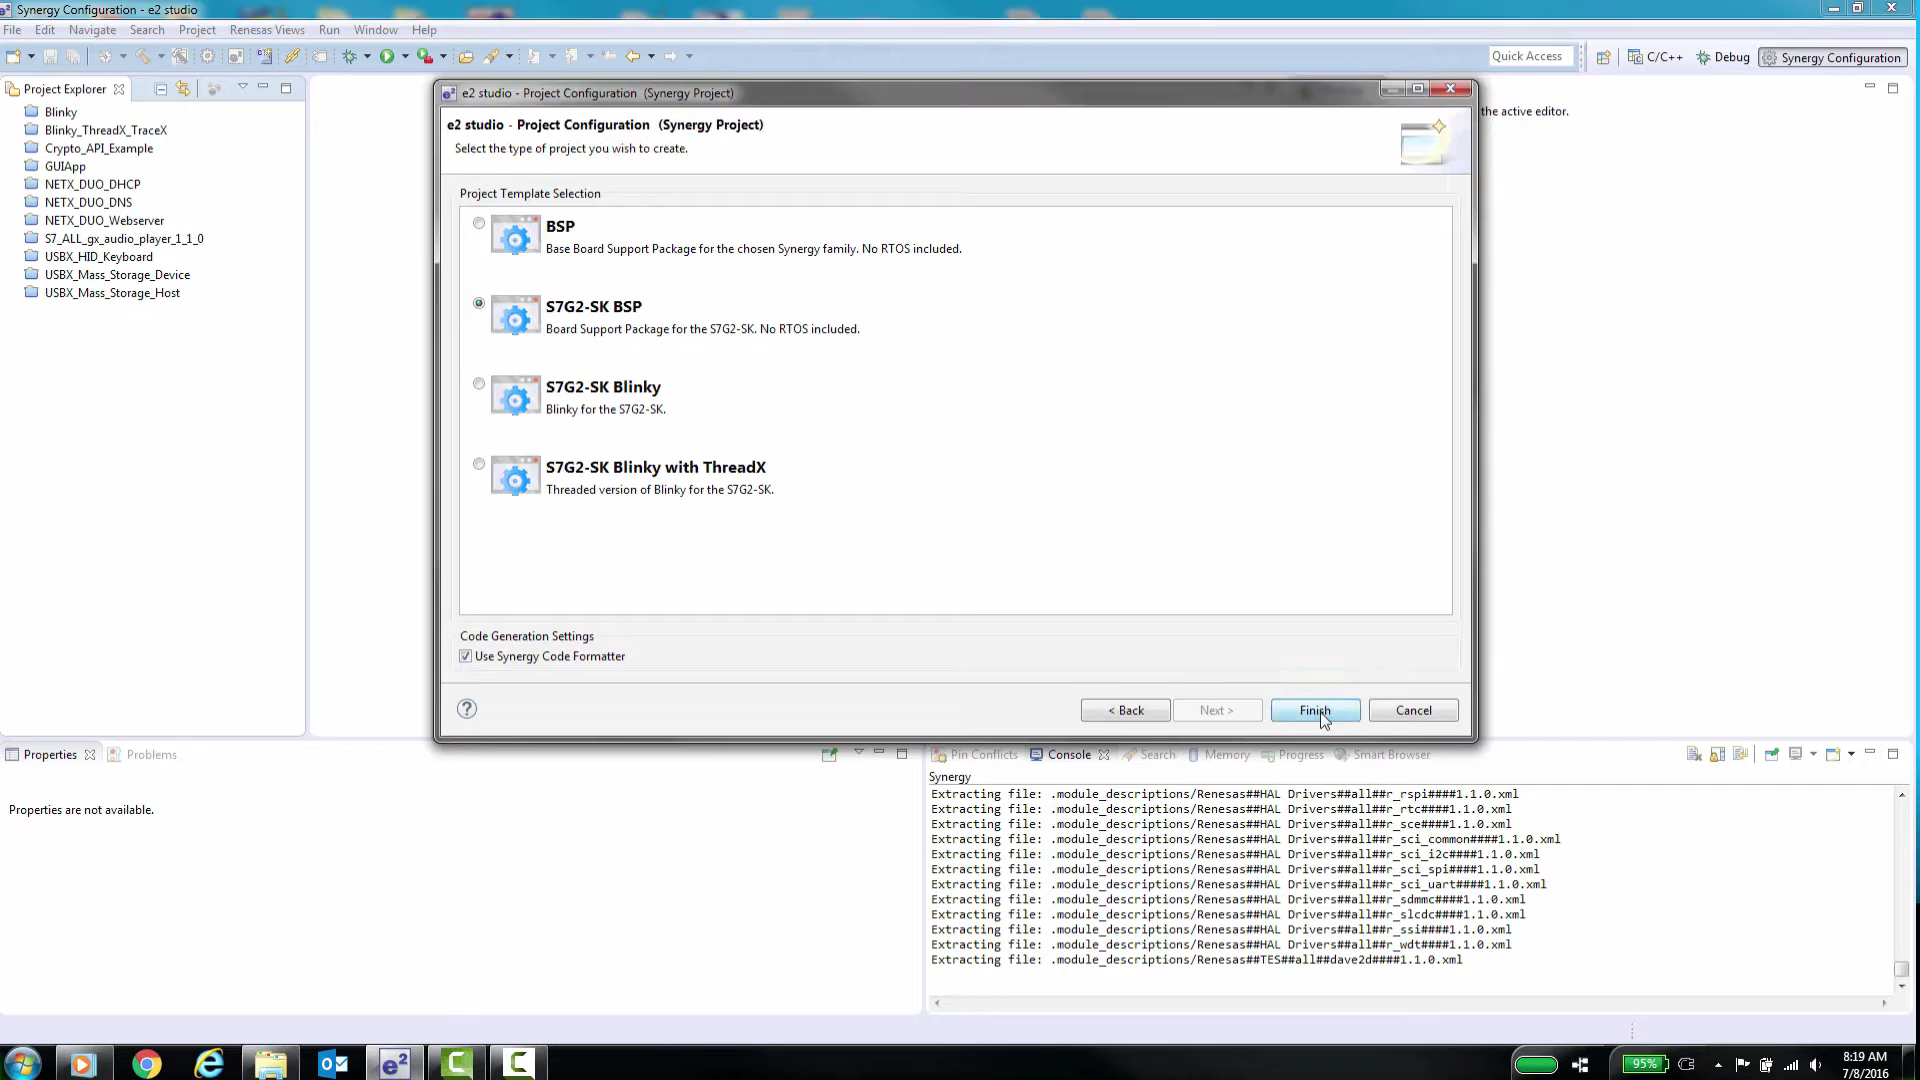 Synergy Configuration - e2 studio
File Edit Navigate Search Project Renesas Views Run Window Help
Quick Access
C/C++
Debug
Synergy Configuration
Project Explorer
Blinky
Blinky_ThreadX_TraceX
Crypto_API_Example
GUIApp
NETX_DUO_DHCP
NETX_DUO_DNS
NETX_DUO_Webserver
S7_ALL_gx_audio_player_1_1_0
USBX_HID_Keyboard
USBX_Mass_Storage_Device
USBX_Mass_Storage_Host
the active editor.
e2 studio - Project Configuration (Synergy Project)
e2 studio - Project Configuration (Synergy Project)
Select the type of project you wish to create.
Project Template Selection
BSP
Base Board Support Package for the chosen Synergy family. No RTOS included.
S7G2-SK BSP
Board Support Package for the S7G2-SK. No RTOS included.
S7G2-SK Blinky
Blinky for the S7G2-SK.
S7G2-SK Blinky with ThreadX
Threaded version of Blinky for the S7G2-SK.
Code Generation Settings
Use Synergy Code Formatter
< Back Next > Finish Cancel
Properties Problems
Properties are not available.
Pin Conflicts Console Search Memory Progress Smart Browser
Synergy
Extracting file: .module_descriptions/Renesas##HAL Drivers##all##r_rspi####1.1.0.xml
Extracting file: .module_descriptions/Renesas##HAL Drivers##all##r_rtc####1.1.0.xml
Extracting file: .module_descriptions/Renesas##HAL Drivers##all##r_sce####1.1.0.xml
Extracting file: .module_descriptions/Renesas##HAL Drivers##all##r_sci_common####1.1.0.xml
Extracting file: .module_descriptions/Renesas##HAL Drivers##all##r_sci_i2c####1.1.0.xml
Extracting file: .module_descriptions/Renesas##HAL Drivers##all##r_sci_spi####1.1.0.xml
Extracting file: .module_descriptions/Renesas##HAL Drivers##all##r_sci_uart####1.1.0.xml
Extracting file: .module_descriptions/Renesas##HAL Drivers##all##r_sdmmc####1.1.0.xml
Extracting file: .module_descriptions/Renesas##HAL Drivers##all##r_slcdc####1.1.0.xml
Extracting file: .module_descriptions/Renesas##HAL Drivers##all##r_ssi####1.1.0.xml
Extracting file: .module_descriptions/Renesas##HAL Drivers##all##r_wdt####1.1.0.xml
Extracting file: .module_descriptions/Renesas##TES##all##dave2d####1.1.0.xml
95%
8:19 AM
7/8/2016